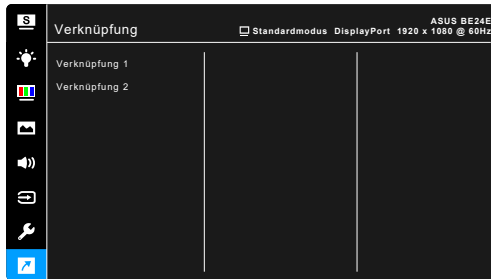 S
ASUS BE24E
Verknüpfung
Standardmodus DisplayPort 1920 x 1080 @ 60Hz
Verknüpfung 1
Verknüpfung 2